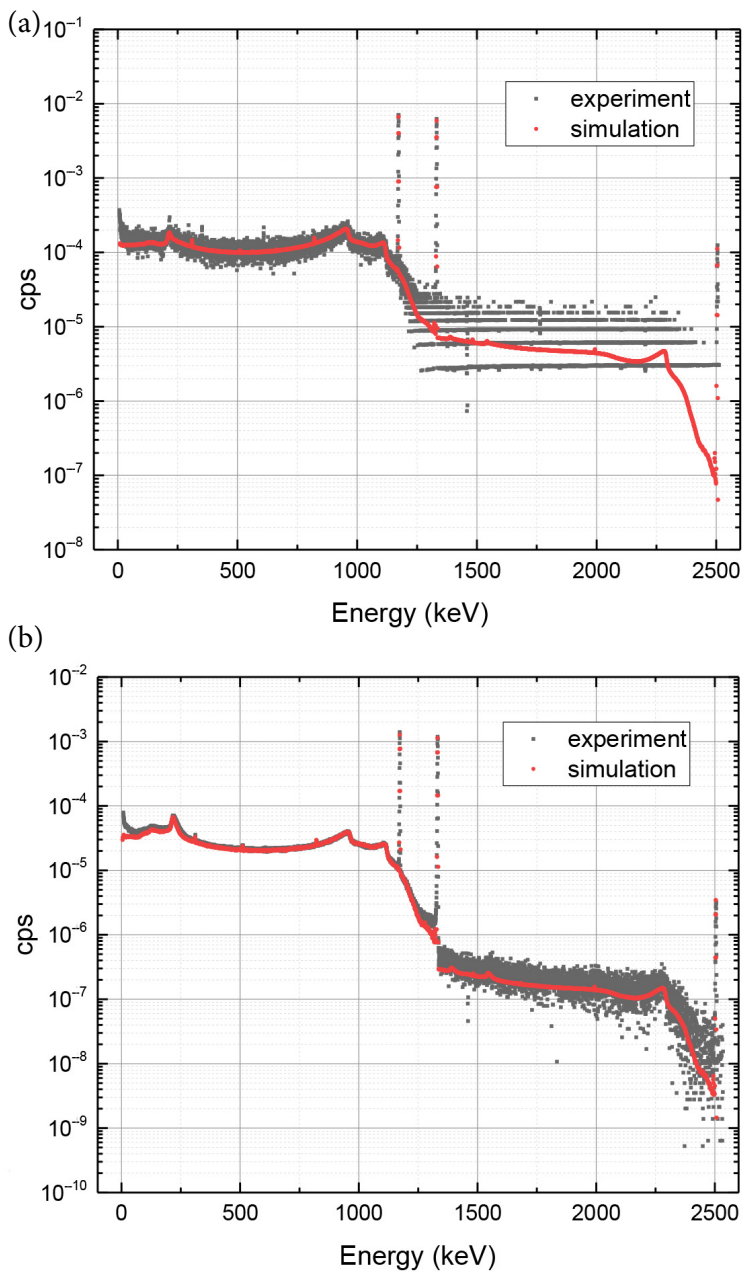 (a)
10⁻¹
10⁻²
10⁻³
10⁻⁴
10⁻⁵
10⁻⁶
10⁻⁷
10⁻⁸
cps
experiment
simulation
0 500 1000 1500 2000 2500
Energy (keV)
(b)
10⁻²
10⁻³
10⁻⁴
10⁻⁵
10⁻⁶
10⁻⁷
10⁻⁸
10⁻⁹
10⁻¹⁰
cps
experiment
simulation
0 500 1000 1500 2000 2500
Energy (keV)